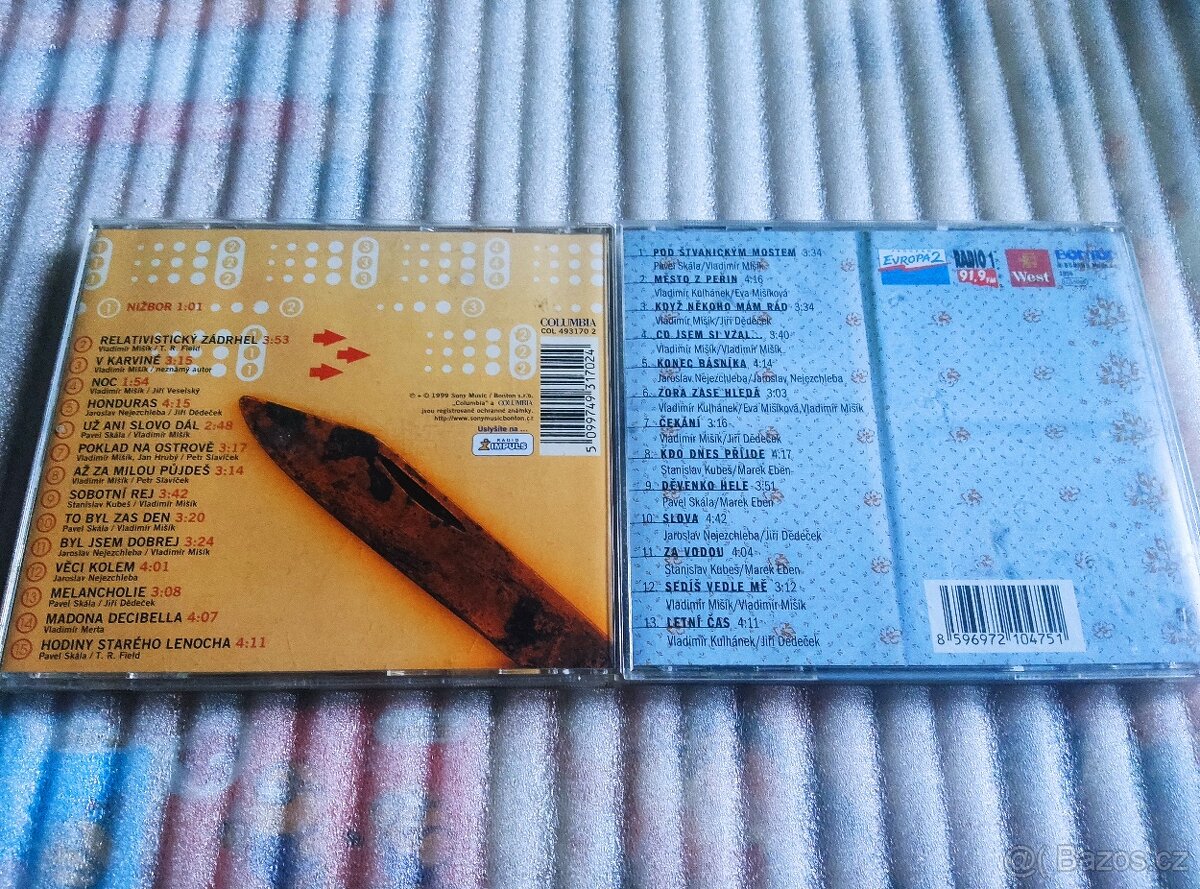 NIŽBOR 1:01
COLUMBIA
COL 493170 2
RELATIVISTICKÝ ZÁDRHEL 3:53
Vladimír Mišík / T. R. Field
V KARVINÉ 3:15
Vladimír Mišík / neznámý autor
NOC 1:54
Vladimír Mišík / Jiří Veselský
HONDURAS 4:15
Jaroslav Nejezchleba / Jiří Dědeček
UŽ ANI SLOVO DÁL 2:48
Pavel Skála / Vladimír Mišík
POKLAD NA OSTROVĚ 3:17
Vladimír Mišík, Jan Hrubý / Petr Slavíček
AŽ ZA MILOU PŮJDEŠ 3:14
Vladimír Mišík / Petr Slavíček
SOBOTNÍ REJ 3:42
Stanislav Kubeš / Vladimír Mišík
TO BYL ZAS DEN 3:20
Pavel Skála / Vladimír Mišík
BYL JSEM DOBREJ 3:24
Jaroslav Nejezchleba / Vladimír Mišík
VĚCI KOLEM 4:01
Jaroslav Nejezchleba
MELANCHOLIE 3:08
Pavel Skála / Jiří Dědeček
MADONA DECIBELLA 4:07
Vladimír Merta
HODINY STARÉHO LENOCHA 4:11
Pavel Skála / T. R. Field
℗ + © 1999 Sony Music / Bonton s.r.o.
„Columbia" a COLUMBIA
jsou registrované ochranné známky
http://www.sonymusicbonton.cz
Uslyšíte na ...
RADIO
IMPULS
5 099749 317024
1. POD ŠTVANICKÝM MOSTEM 3:34
Pavel Skála/Vladimír Mišík
2. MĚSTO Z PEŘIN 4:16
Vladimír Kulhánek/Eva Mišíková
3. KDYŽ NĚKOHO MÁM RÁD 3:34
Vladimír Mišík/Jiří Dědeček
4. CO JSEM SI VZAL... 3:40
Vladimír Mišík/Vladimír Mišík
5. KONEC BÁSNÍKA 4:14
Jaroslav Nejezchleba/Jaroslav Nejezchleba
6. ZORA ZASE HLEDÁ 3:03
Vladimír Kulhánek/Eva Mišíková,Vladimír Mišík
7. ČEKÁNÍ 3:16
Vladimír Mišík/Jiří Dědeček
8. KDO DNES PŘIJDE 4:17
Stanislav Kubeš/Marek Eben
9. DĚVENKO HELE 3:51
Pavel Skála/Marek Eben
10. SLOVA 4:42
Jaroslav Nejezchleba/Jiří Dědeček
11. ZA VODOU 4:04
Stanislav Kubeš/Marek Eben
12. SEDÍŠ VEDLE MĚ 3:12
Vladimír Mišík/Vladimír Mišík
13. LETNÍ ČAS 4:11
Vladimír Kulhánek/Jiří Dědeček
EVROPA 2
RADIO 1
91,9 FM
West
8 596972 104751
@( Bazos.cz